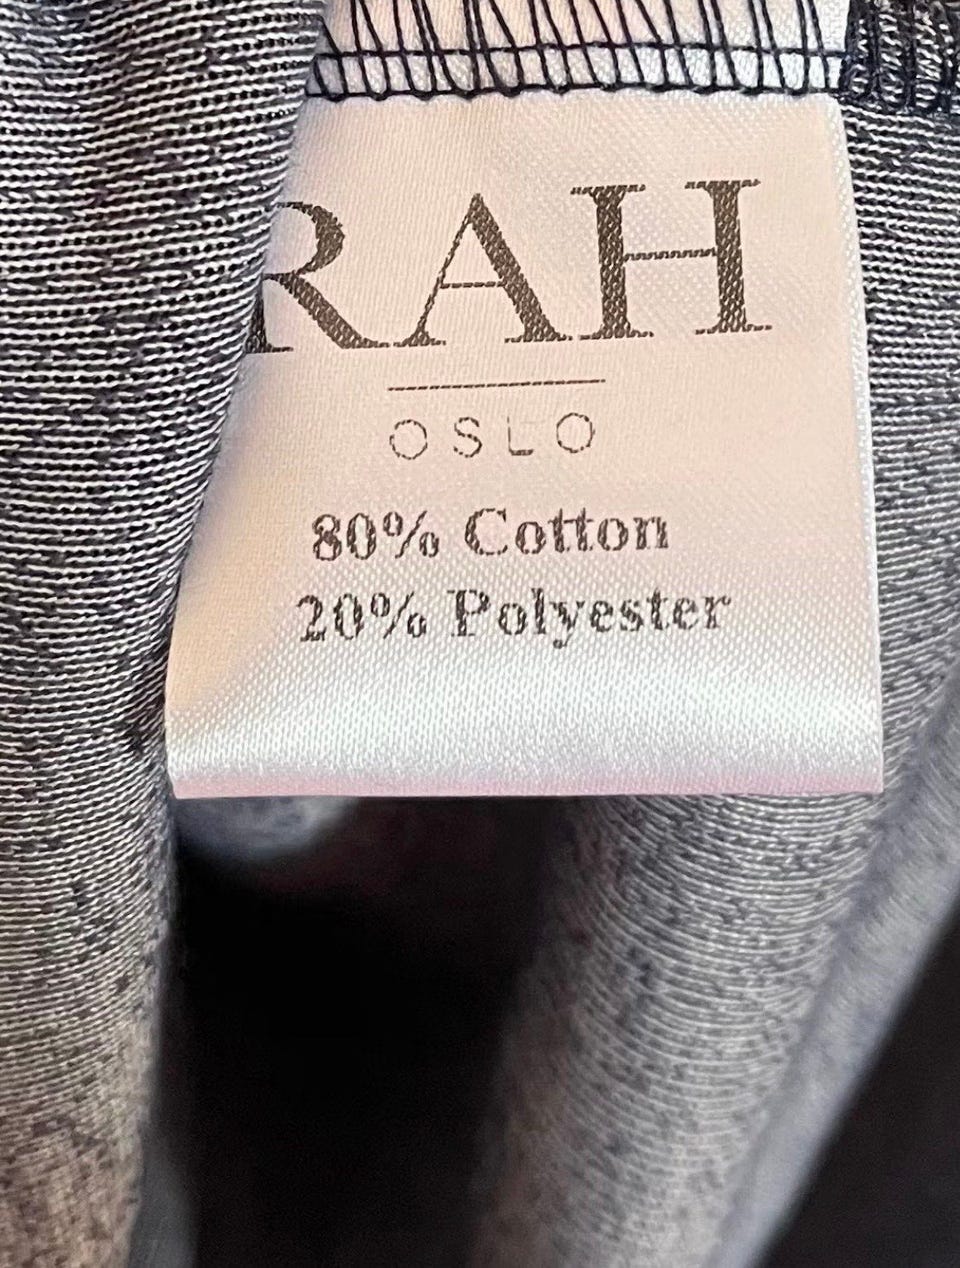 RAH
OSLO
80% Cotton
20% Polyester